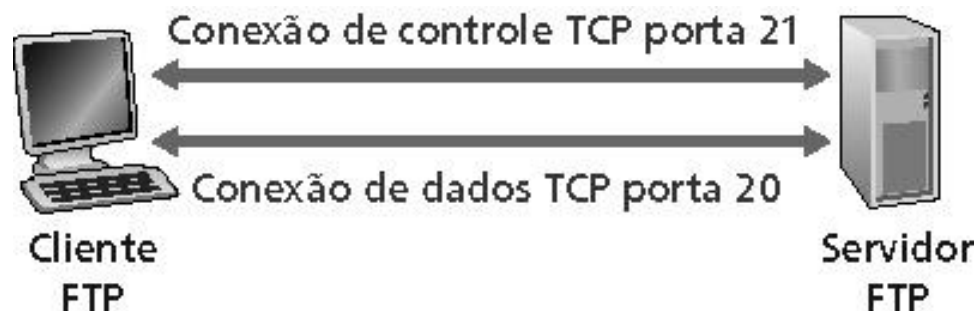 Conexão de controle TCP porta 21
Conexão de dados TCP porta 20
Cliente
FTP
Servidor
FTP